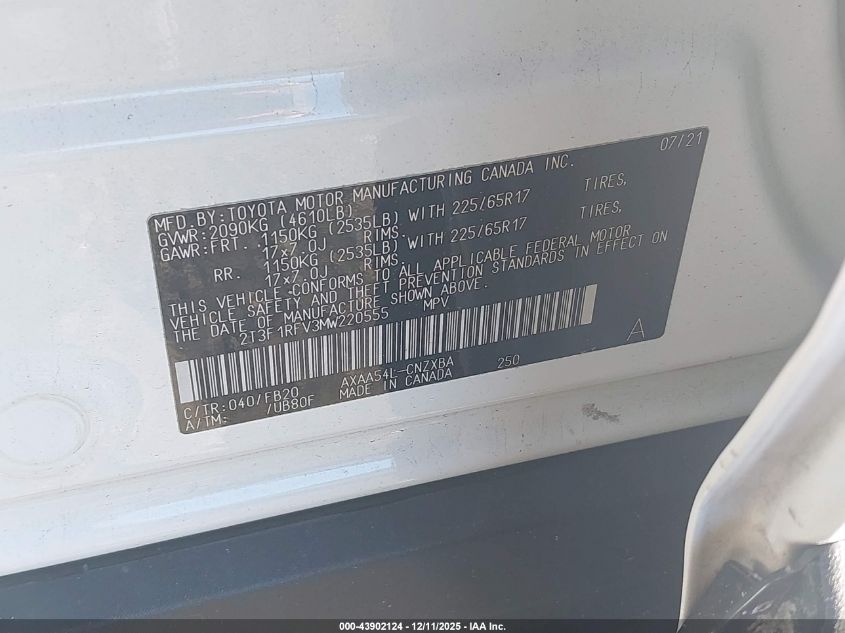 07/21
MFD. BY: TOYOTA MOTOR MANUFACTURING CANADA INC.
GVWR: 2090KG (4610LB)
GAWR: FRT. 1150KG (2535LB) WITH 225/65R17 TIRES,
17x7.0J RIMS.
RR. 1150KG (2535LB) WITH 225/65R17 TIRES,
17x7.0J RIMS.
THIS VEHICLE CONFORMS TO ALL APPLICABLE FEDERAL MOTOR
VEHICLE SAFETY AND THEFT PREVENTION STANDARDS IN EFFECT ON
THE DATE OF MANUFACTURE SHOWN ABOVE.
2T3F1RFV3MW220555 MPV
A
C/TR: 040/FB20 AXAA54L-CNZXBA 250
A/TM: /UB80F MADE IN CANADA
000-43902124 - 12/11/2025 - IAA Inc.